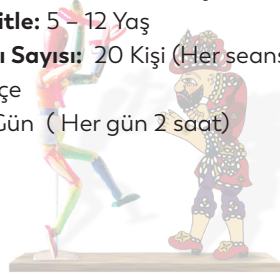 itle: 5 – 12 Yaş
ı Sayısı: 20 Kişi (Her seans
çe
Gün ( Her gün 2 saat)